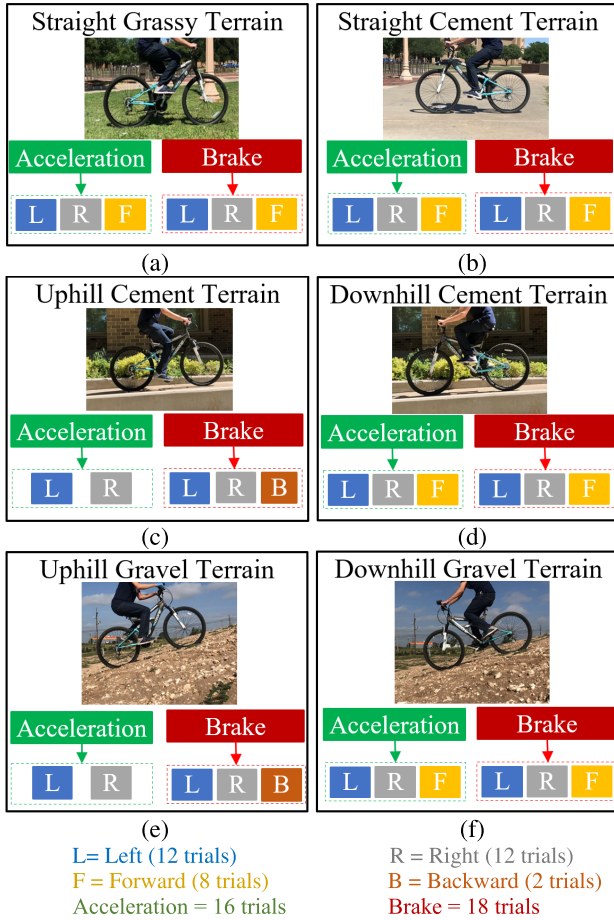 Straight Grassy Terrain
Acceleration Brake
L R F L R F
(a)
Straight Cement Terrain
Acceleration Brake
L R F L R F
(b)
Uphill Cement Terrain
Acceleration Brake
L R L R B
(c)
Downhill Cement Terrain
Acceleration Brake
L R F L R F
(d)
Uphill Gravel Terrain
Acceleration Brake
L R L R B
(e)
Downhill Gravel Terrain
Acceleration Brake
L R F L R F
(f)
L= Left (12 trials)
R = Right (12 trials)
F = Forward (8 trials)
B = Backward (2 trials)
Acceleration = 16 trials
Brake = 18 trials